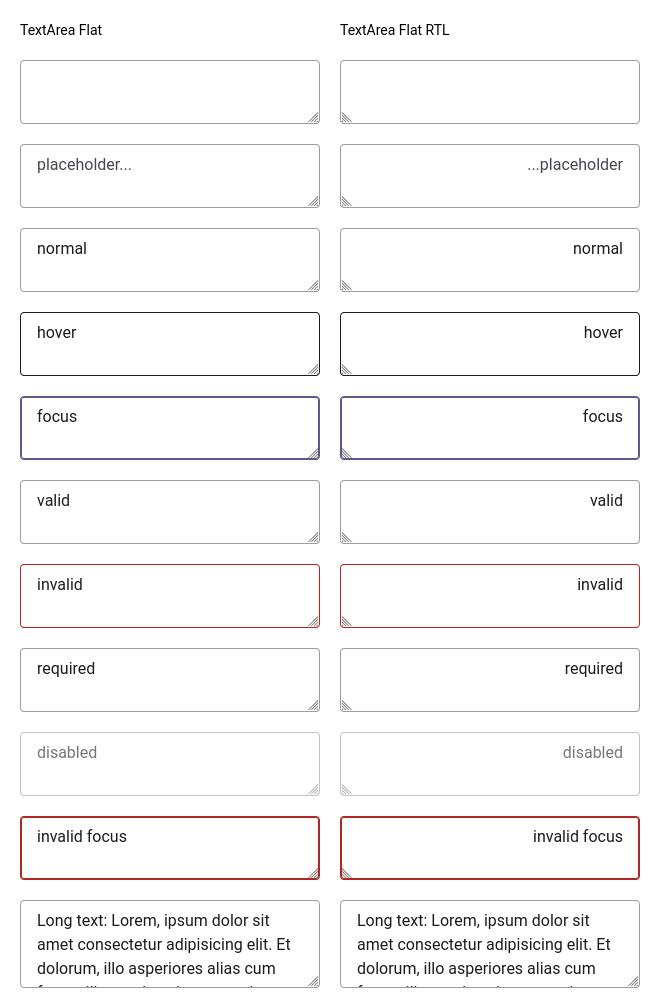 TextArea Flat
TextArea Flat RTL
placeholder...
...placeholder
normal
normal
hover
hover
focus
focus
valid
valid
invalid
invalid
required
required
disabled
disabled
invalid focus
invalid focus
Long text: Lorem, ipsum dolor sit
amet consectetur adipisicing elit. Et
dolorum, illo asperiores alias cum
Long text: Lorem, ipsum dolor sit
amet consectetur adipisicing elit. Et
dolorum, illo asperiores alias cum